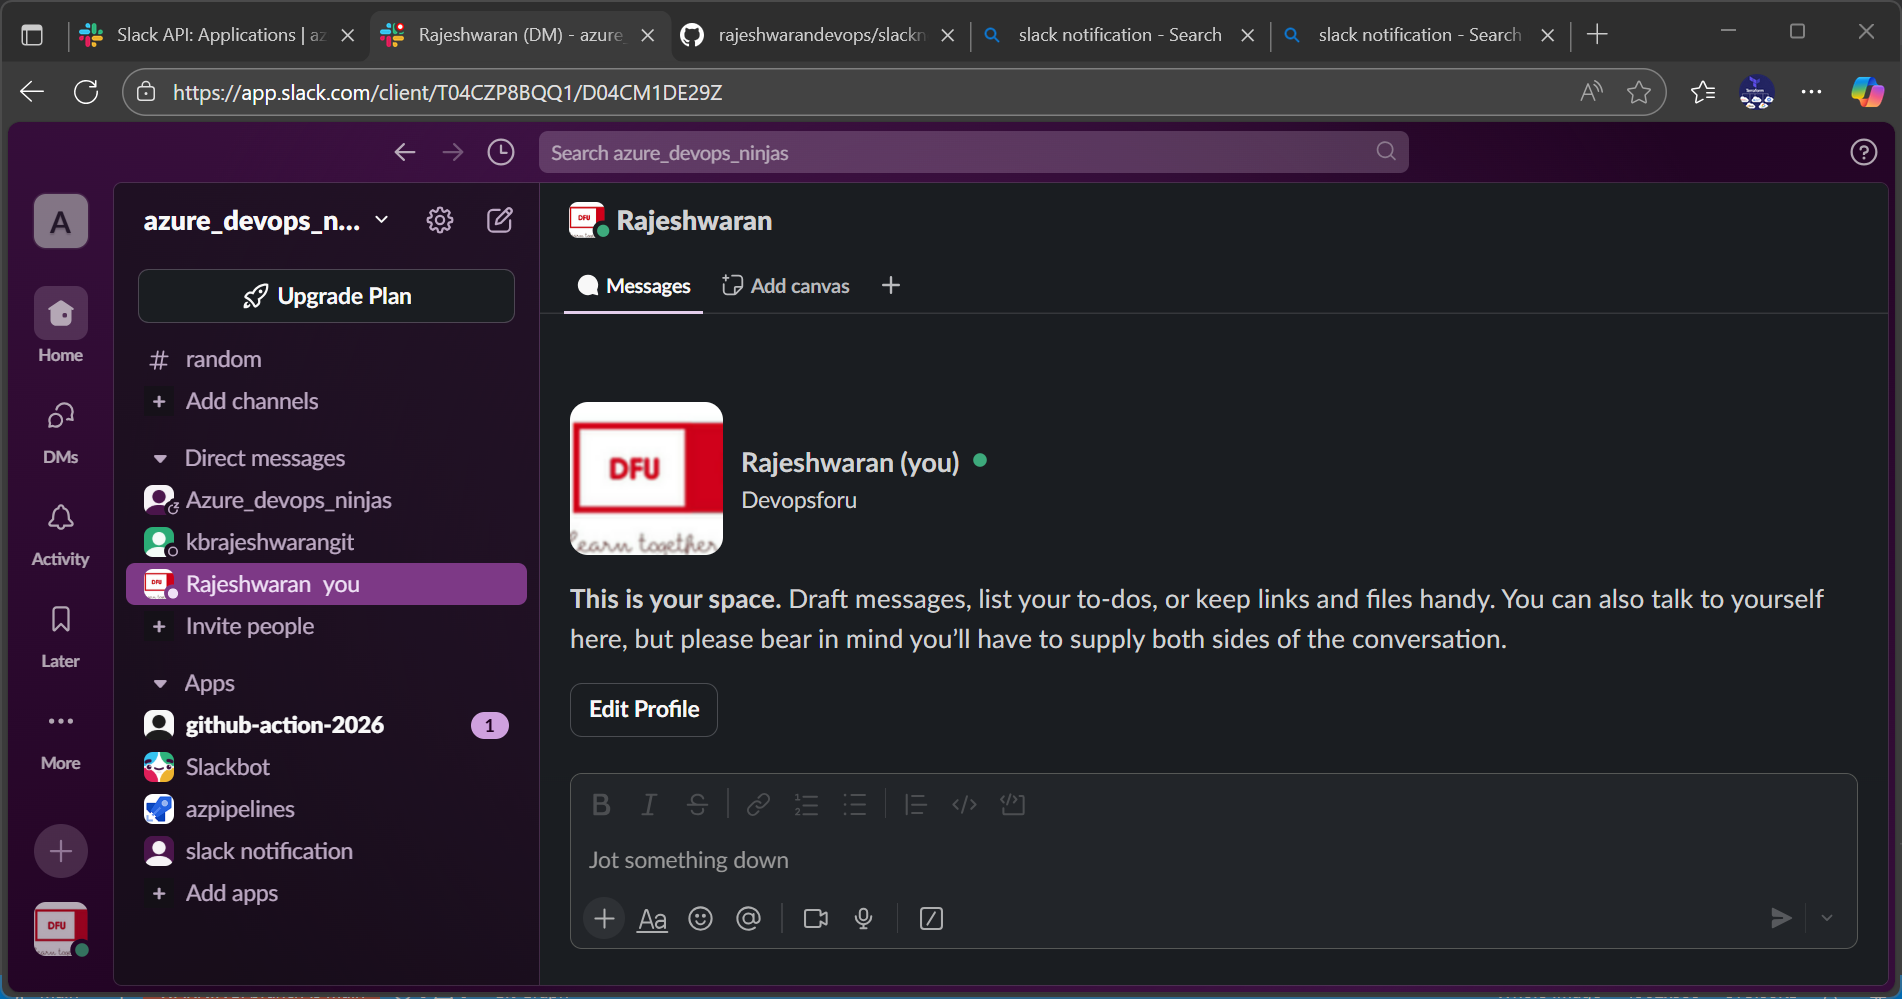 Slack API: Applications | az
Rajeshwaran (DM) - azure_
rajeshwarandevops/slackn
slack notification - Search
slack notification - Search
https://app.slack.com/client/T04CZP8BQQ1/D04CM1DE29Z
Search azure_devops_ninjas
A
Home
DMs
Activity
Later
More
azure_devops_n...
Upgrade Plan
# random
+ Add channels
Direct messages
Azure_devops_ninjas
kbrajeshwarangit
Rajeshwaran you
+ Invite people
Apps
github-action-2026 1
Slackbot
azpipelines
slack notification
+ Add apps
DFU
Rajeshwaran
Messages
Add canvas
DFU
learn together
Rajeshwaran (you)
Devopsforu
This is your space. Draft messages, list your to-dos, or keep links and files handy. You can also talk to yourself
here, but please bear in mind you'll have to supply both sides of the conversation.
Edit Profile
Jot something down
Aa